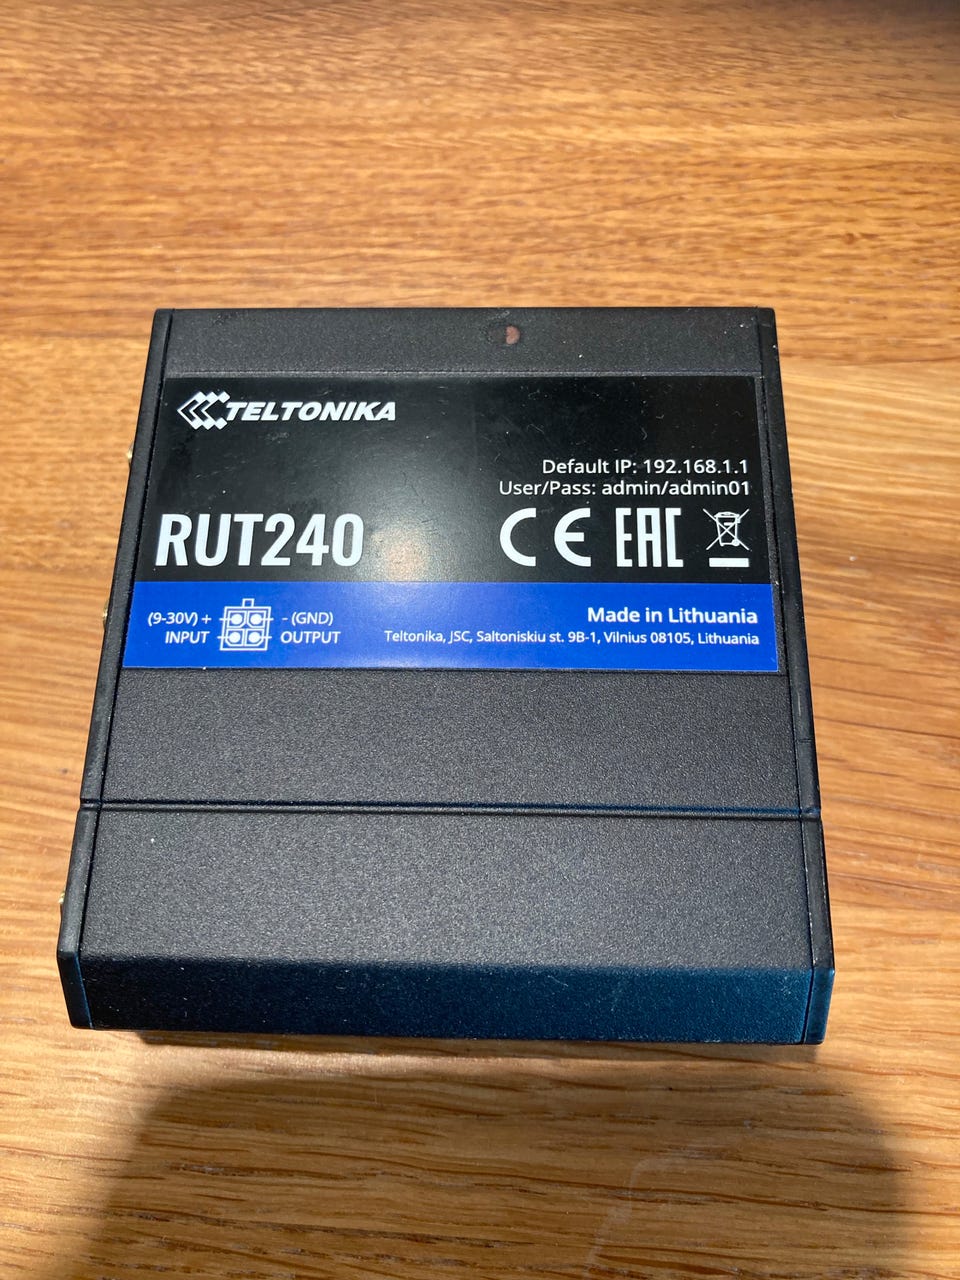 TELTONIKA
Default IP: 192.168.1.1
User/Pass: admin/admin01
RUT240
CE EAC
(9-30V) + - (GND)
INPUT OUTPUT
Made in Lithuania
Teltonika, JSC, Saltoniskiu st. 9B-1, Vilnius 08105, Lithuania